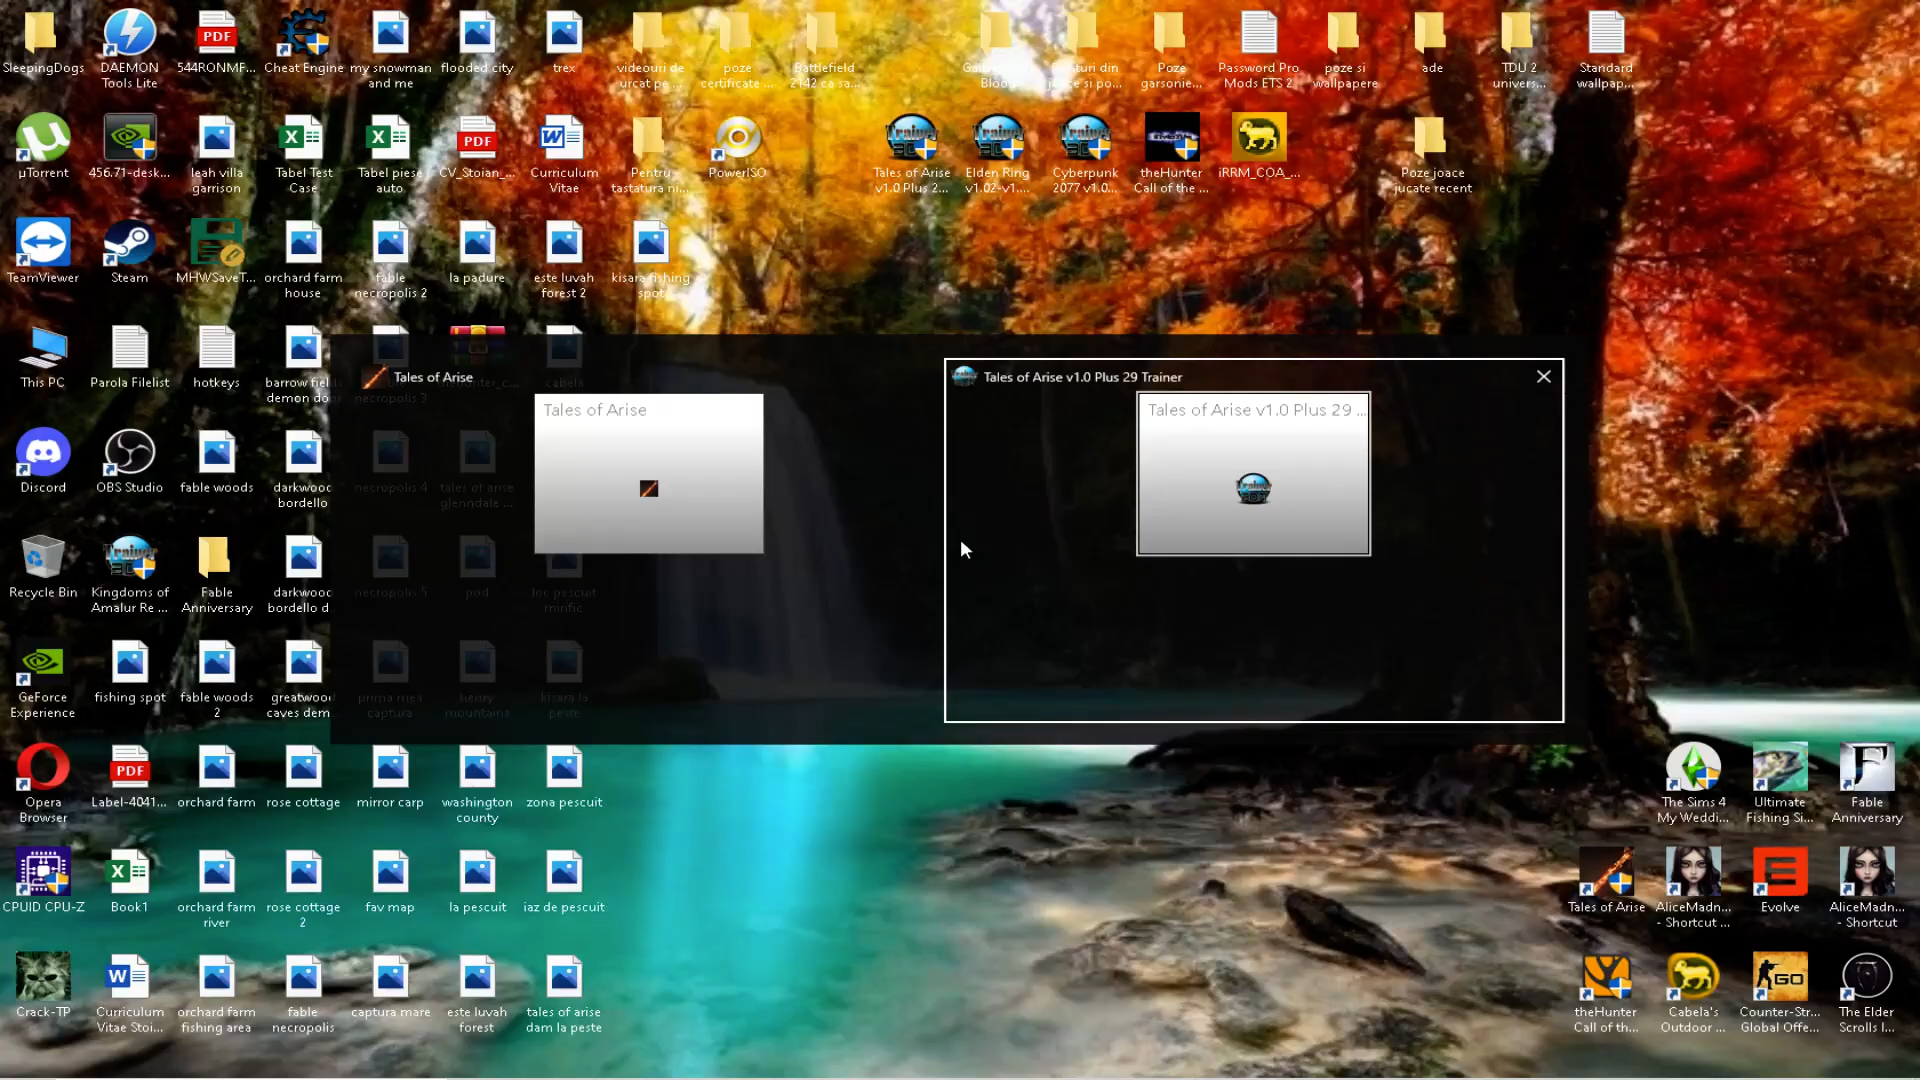 SleepingDogs
DAEMON
Tools Lite
544RONMF...
Cheat Engine
my snowman
and me
flooded city
trex
videouri de
urcat pe ...
poze
certificate ...
Battlefield
2142 ca sa...
Poze
garsonie...
Password Pro
Mods ETS 2
poze si
wallpapere
ade
TDU 2
univers...
Standard
wallpap...
µTorrent
456.71-desk...
leah villa
garrison
Tabel Test
Case
Tabel piese
auto
CV_Stoian_...
Curriculum
Vitae
Pentru
tastatura ni...
PowerISO
Tales of Arise
v1.0 Plus 2...
Elden Ring
v1.02-v1....
Cyberpunk
2077 v1.0...
theHunter
Call of the ...
iRRM_COA_...
Poze joace
jucate recent
TeamViewer
Steam
MHWSaveT...
orchard farm
house
fable
necropolis 2
la padure
este luvah
forest 2
kisara fishing
spot
This PC
Parola Filelist
hotkeys
barrow fiel
demon do
necropolis 3
cabela
Tales of Arise
Tales of Arise
Tales of Arise v1.0 Plus 29 Trainer
Tales of Arise v1.0 Plus 29 ...
Discord
OBS Studio
fable woods
darkwood
bordello
necropolis 4
tales of arise
glenndale ...
Recycle Bin
Kingdoms of
Amalur Re ...
Fable
Anniversary
darkwood
bordello d
necropolis 5
pod
loc pescuit
minific
GeForce
Experience
fishing spot
fable woods
2
greatwoo
caves dem
prima mea
captura
henry
mountains
kisara la
peste
Opera
Browser
Label-4041...
orchard farm
rose cottage
mirror carp
washington
county
zona pescuit
The Sims 4
My Weddi...
Ultimate
Fishing Si...
Fable
Anniversary
CPUID CPU-Z
Book1
orchard farm
river
rose cottage
2
fav map
la pescuit
iaz de pescuit
Tales of Arise
AliceMadn...
- Shortcut ...
Evolve
AliceMadn...
- Shortcut
Crack-TP
Curriculum
Vitae Stoi...
orchard farm
fishing area
fable
necropolis
captura mare
este luvah
forest
tales of arise
dam la peste
theHunter
Call of th...
Cabela's
Outdoor ...
Counter-Str...
Global Offe...
The Elder
Scrolls I...